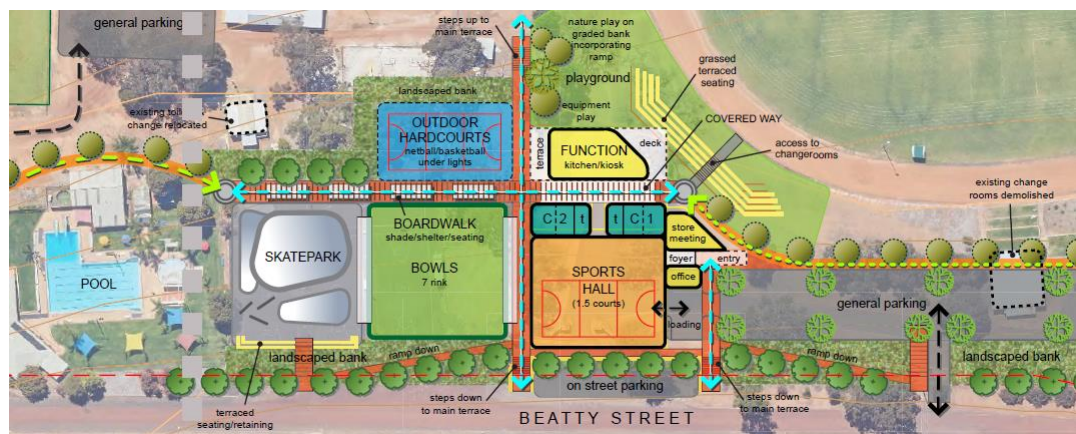 general parking
steps up to
main terrace
nature play on
graded bank
incorporating
ramp
playground
equipment
play
grassed
terraced
seating
COVERED WAY
access to
changerooms
existing change
rooms demolished
landscaped bank
existing toil/
change relocated
OUTDOOR
HARDCOURTS
netball/basketball
under lights
terrace
FUNCTION
kitchen/kiosk
deck
BOARDWALK
shade/shelter/seating
SKATEPARK
BOWLS
7 rink
C 2 t
t C 1
store
meeting
foyer
entry
office
SPORTS
HALL
(1.5 courts)
loading
POOL
general parking
landscaped bank
ramp down
ramp down
landscaped bank
on street parking
terraced
seating/retaining
steps down
to main terrace
BEATTY STREET
steps down
to main terrace